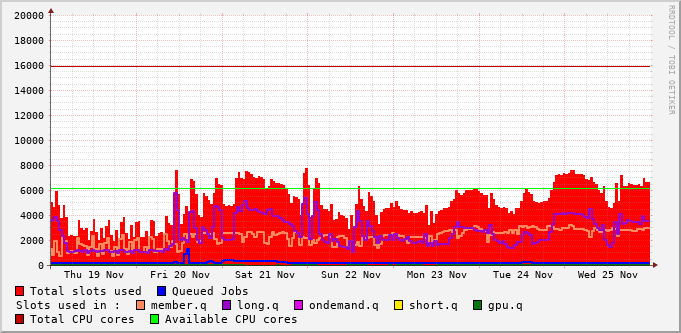 20000
18000
16000
14000
12000
10000
8000
6000
4000
2000
0
Thu 19 Nov Fri 20 Nov Sat 21 Nov Sun 22 Nov Mon 23 Nov Tue 24 Nov Wed 25 Nov
RRDTOOL / TOBI OETIKER
Total slots used Queued Jobs
Slots used in : member.q long.q ondemand.q short.q gpu.q
Total CPU cores Available CPU cores